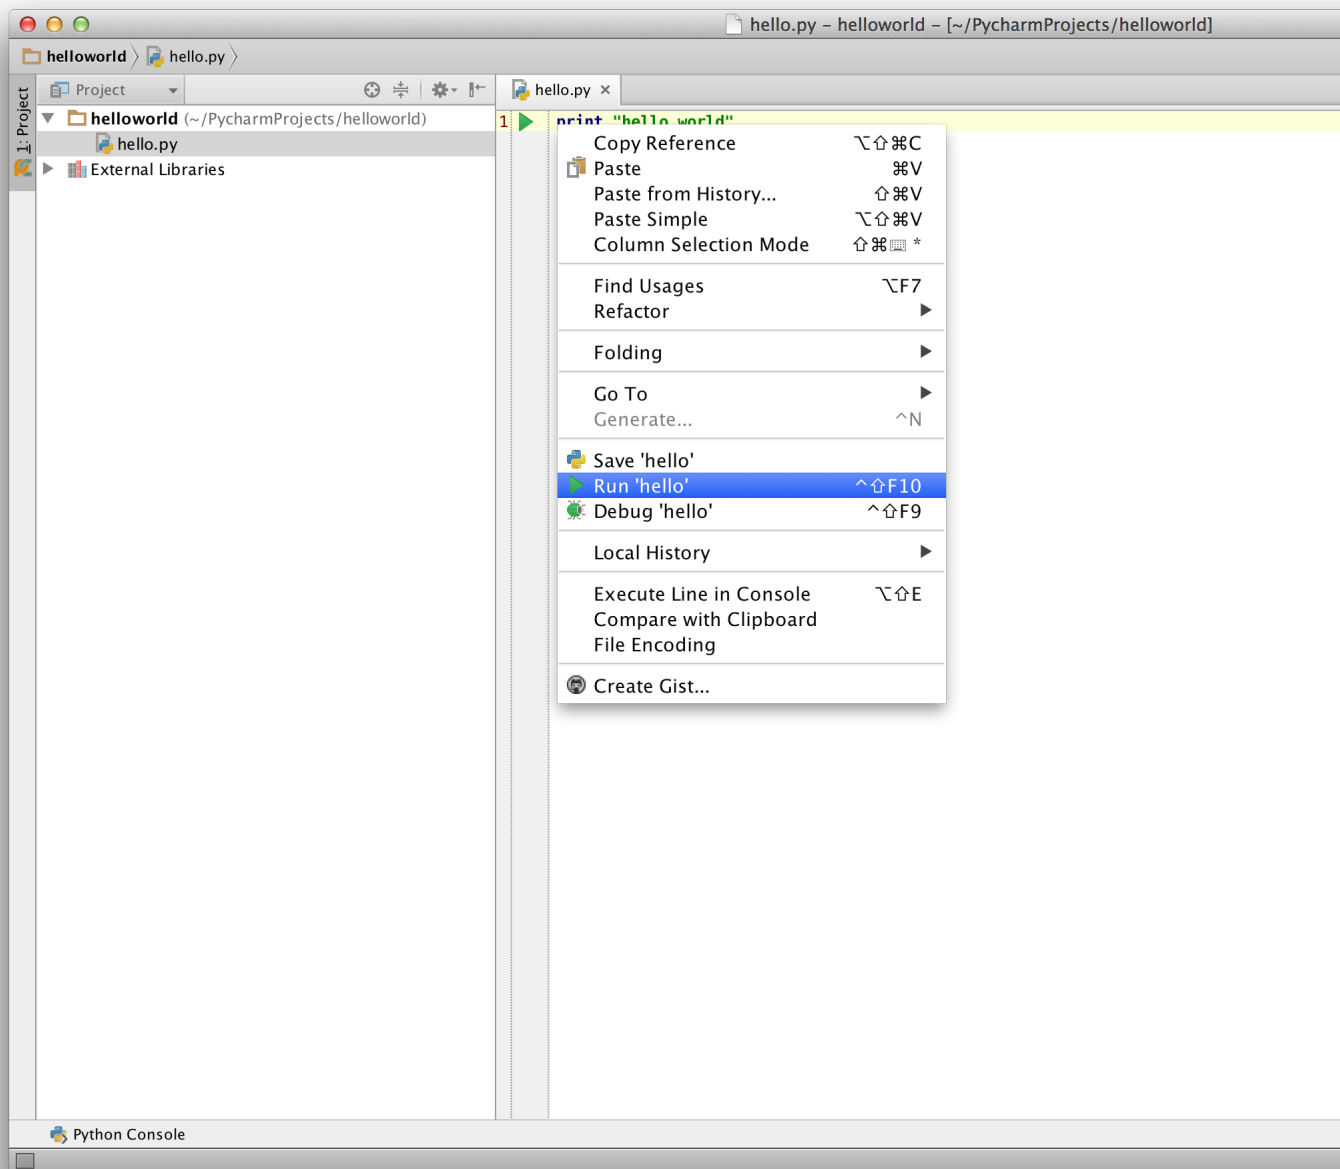 hello.py – helloworld – [~/PycharmProjects/helloworld]
helloworld hello.py
1: Project
Project
hello.py
helloworld (~/PycharmProjects/helloworld)
hello.py
External Libraries
1 print "hello world"
Copy Reference ⌥⇧⌘C
Paste ⌘V
Paste from History... ⇧⌘V
Paste Simple ⌥⇧⌘V
Column Selection Mode ⇧⌘⌨ *
Find Usages ⌥F7
Refactor
Folding
Go To
Generate... ^N
Save 'hello'
Run 'hello' ^⇧F10
Debug 'hello' ^⇧F9
Local History
Execute Line in Console ⌥⇧E
Compare with Clipboard
File Encoding
Create Gist...
Python Console